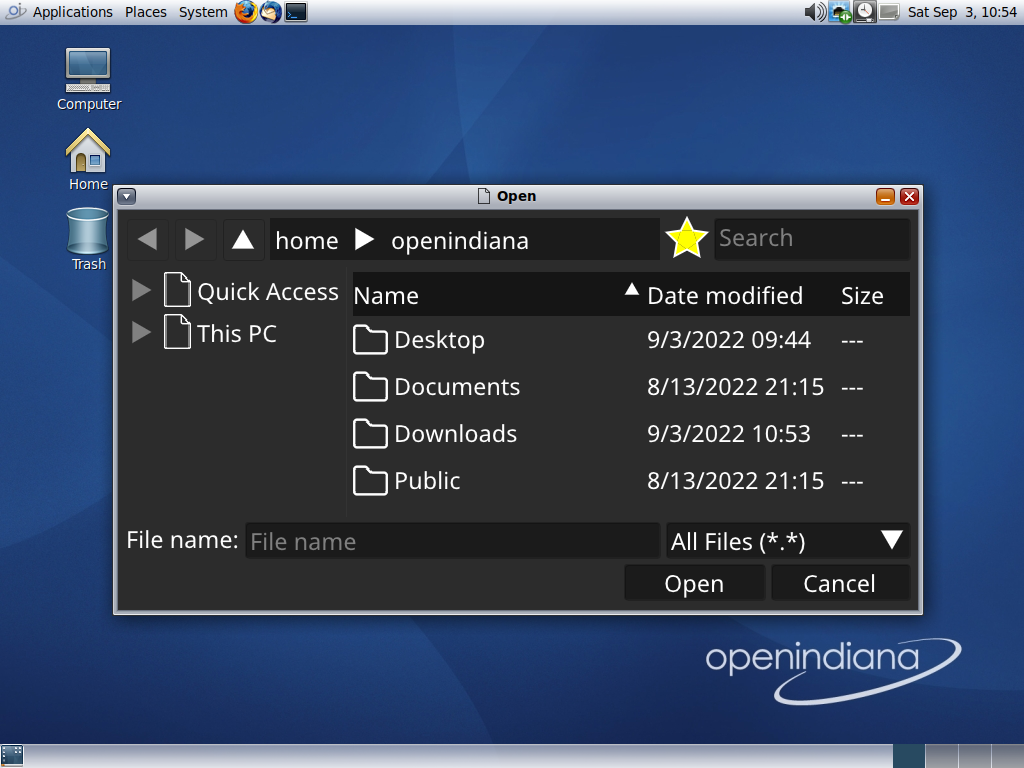 Applications Places System Sat Sep 3, 10:54
Computer
Home
Trash
Open
home openindiana Search
Quick Access
This PC
Name Date modified Size
Desktop 9/3/2022 09:44 ---
Documents 8/13/2022 21:15 ---
Downloads 9/3/2022 10:53 ---
Public 8/13/2022 21:15 ---
File name: File name All Files (*.*)
Open Cancel
openindiana